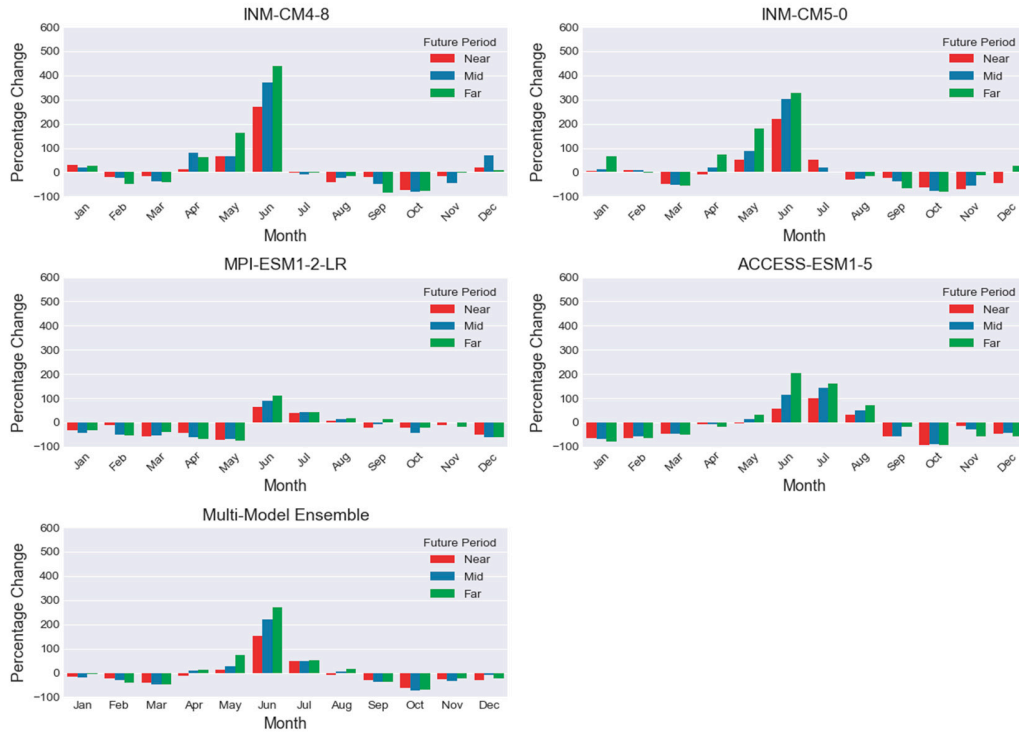 INM-CM4-8
Percentage Change
600
500
400
300
200
100
0
−100
Future Period
Near
Mid
Far
Jan Feb Mar Apr May Jun Jul Aug Sep Oct Nov Dec
Month
INM-CM5-0
Percentage Change
600
500
400
300
200
100
0
−100
Future Period
Near
Mid
Far
Jan Feb Mar Apr May Jun Jul Aug Sep Oct Nov Dec
Month
MPI-ESM1-2-LR
Percentage Change
600
500
400
300
200
100
0
−100
Future Period
Near
Mid
Far
Jan Feb Mar Apr May Jun Jul Aug Sep Oct Nov Dec
Month
ACCESS-ESM1-5
Percentage Change
600
500
400
300
200
100
0
−100
Future Period
Near
Mid
Far
Jan Feb Mar Apr May Jun Jul Aug Sep Oct Nov Dec
Month
Multi-Model Ensemble
Percentage Change
600
500
400
300
200
100
0
−100
Future Period
Near
Mid
Far
Jan Feb Mar Apr May Jun Jul Aug Sep Oct Nov Dec
Month